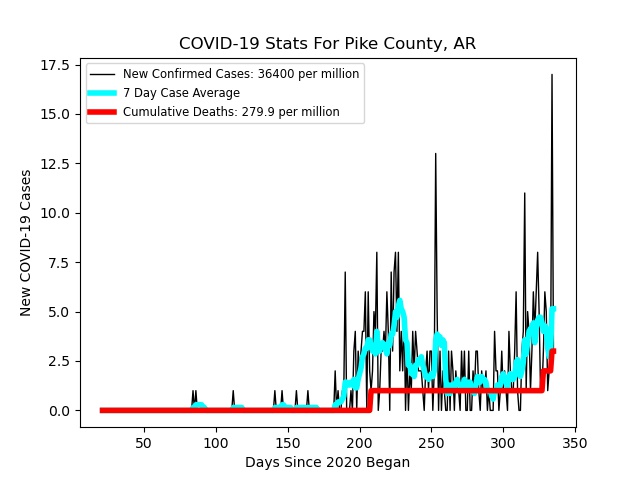 COVID-19 Stats For Pike County, AR
17.5
15.0
12.5
10.0
7.5
5.0
2.5
0.0
New COVID-19 Cases
New Confirmed Cases: 36400 per million
7 Day Case Average
Cumulative Deaths: 279.9 per million
50 100 150 200 250 300 350
Days Since 2020 Began